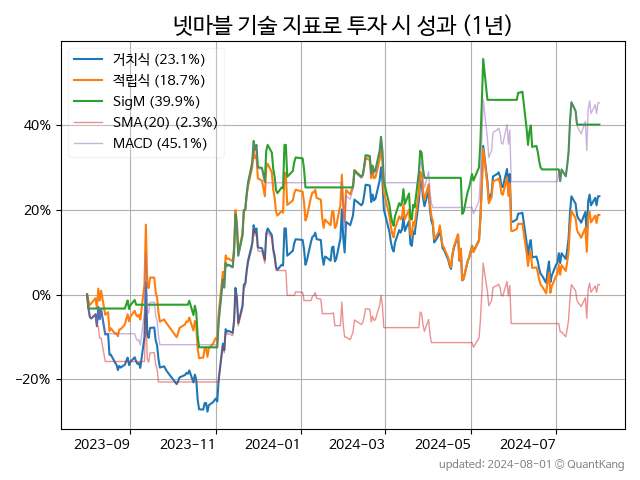 넷마블 기술 지표로 투자 시 성과 (1년)
거치식 (23.1%)
적립식 (18.7%)
SigM (39.9%)
SMA(20) (2.3%)
MACD (45.1%)
40%
20%
0%
−20%
2023-09
2023-11
2024-01
2024-03
2024-05
2024-07
updated: 2024-08-01 © QuantKang